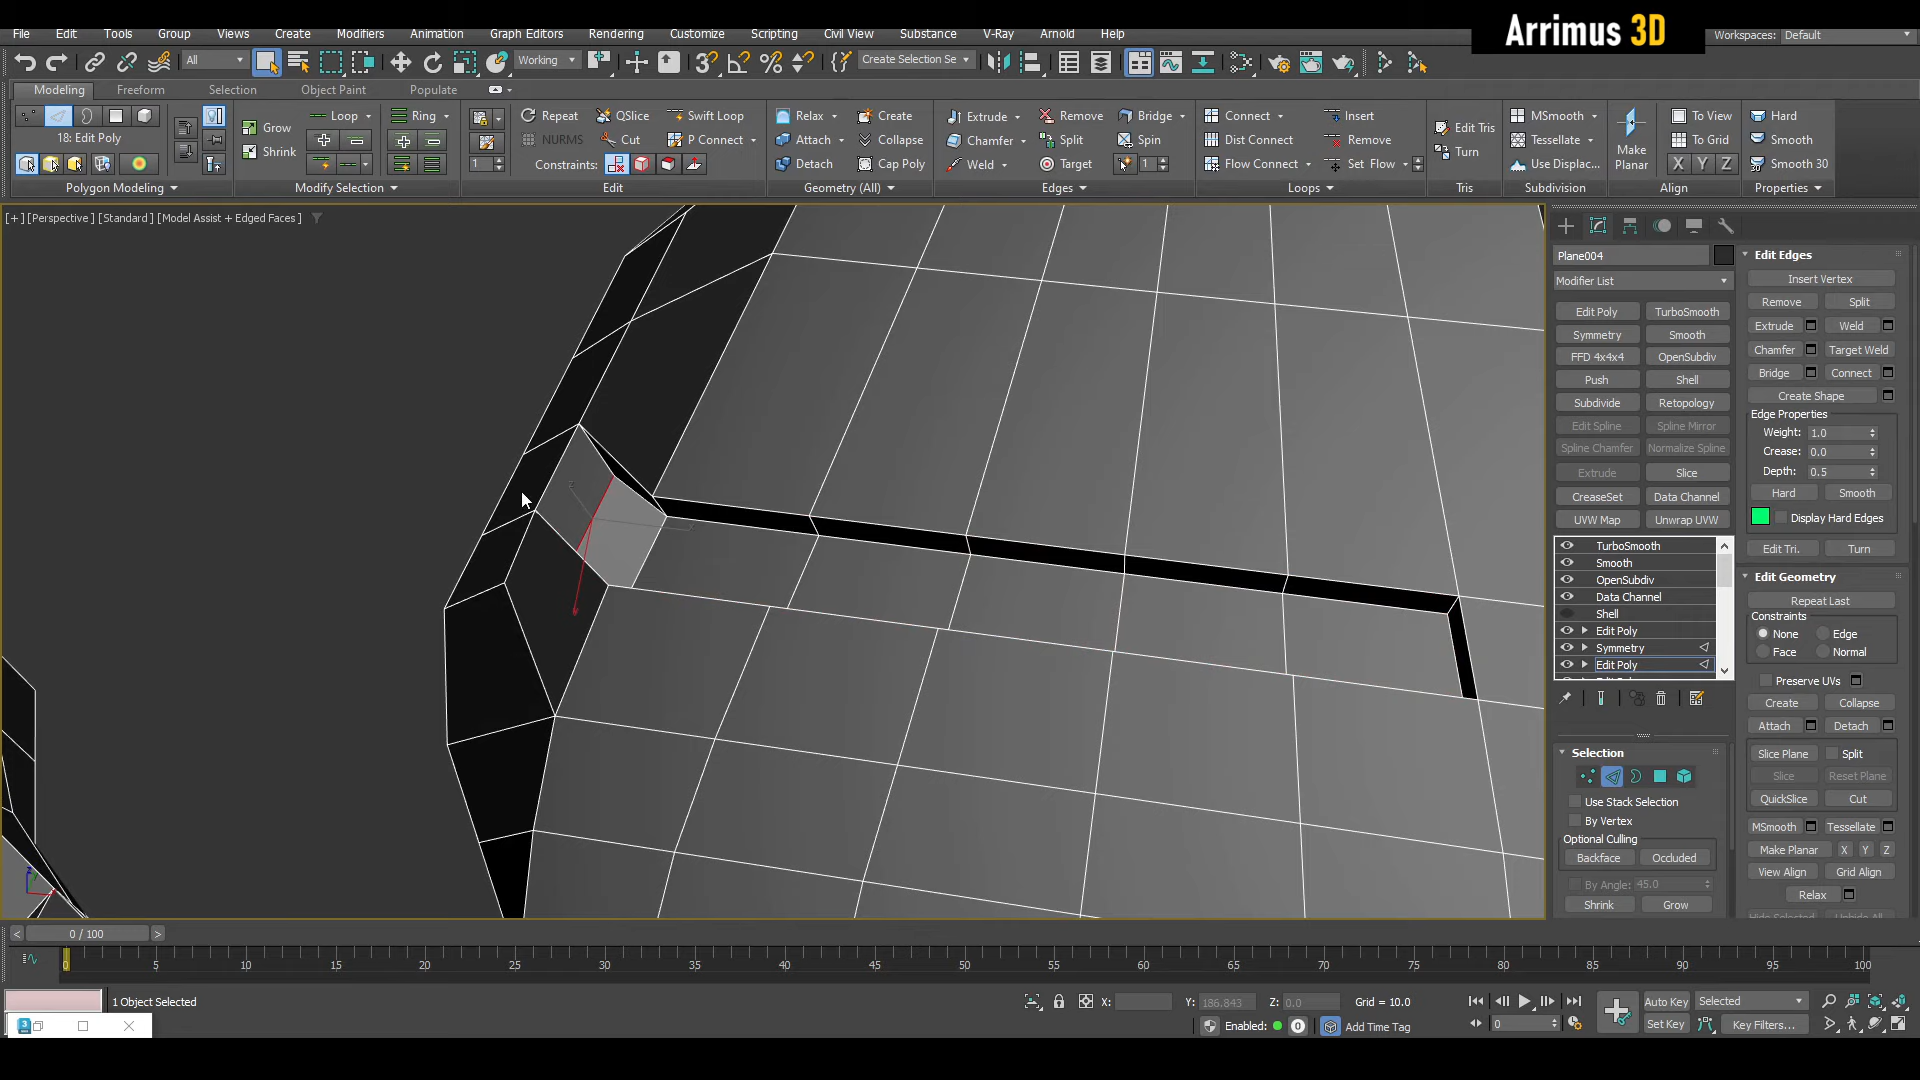 Arrimus 3D
File Edit Tools Group Views Create Modifiers Animation Graph Editors Rendering Customize Scripting Civil View Substance V-Ray Arnold Help
Workspaces: Default
All Working Create Selection Se
Modeling Freeform Selection Object Paint Populate
Loop Ring Repeat QSlice Swift Loop Relax Create Extrude Remove Bridge Connect Insert MSmooth To View Hard
18: Edit Poly Grow NURMS Cut P Connect Attach Collapse Chamfer Split Spin Dist Connect Remove Edit Tris Tessellate To Grid Smooth
Shrink 1 Constraints: Detach Cap Poly Weld Target 1 Flow Connect Set Flow Turn Use Displac... Make Planar X Y Z Smooth 30
Polygon Modeling Modify Selection Edit Geometry (All) Edges Loops Tris Subdivision Align Properties
[+] [Perspective] [Standard] [Model Assist + Edged Faces]
Plane004
Modifier List
Edit Poly TurboSmooth
Symmetry Smooth
FFD 4x4x4 OpenSubdiv
Push Shell
Subdivide Retopology
Edit Spline Spline Mirror
Spline Chamfer Normalize Spline
Extrude Slice
CreaseSet Data Channel
UVW Map Unwrap UVW
TurboSmooth
Smooth
OpenSubdiv
Data Channel
Shell
Edit Poly
Symmetry
Edit Poly
Selection
Use Stack Selection
By Vertex
Optional Culling
Backface Occluded
By Angle: 45.0
Shrink Grow
Edit Edges
Insert Vertex
Remove Split
Extrude Weld
Chamfer Target Weld
Bridge Connect
Create Shape
Edge Properties
Weight: 1.0
Crease: 0.0
Depth: 0.5
Hard Smooth
Display Hard Edges
Edit Tri. Turn
Edit Geometry
Repeat Last
Constraints
None Edge
Face Normal
Preserve UVs
Create Collapse
Attach Detach
Slice Plane Split
Slice Reset Plane
QuickSlice Cut
MSmooth Tessellate
Make Planar X Y Z
View Align Grid Align
Relax
0 / 100
0 5 10 15 20 25 30 35 40 45 50 55 60 65 70 75 80 85 90 95 100
1 Object Selected X: Y: 186.843 Z: 0.0 Grid = 10.0 Auto Key Selected
Enabled: 0 Add Time Tag 0 Set Key Key Filters...